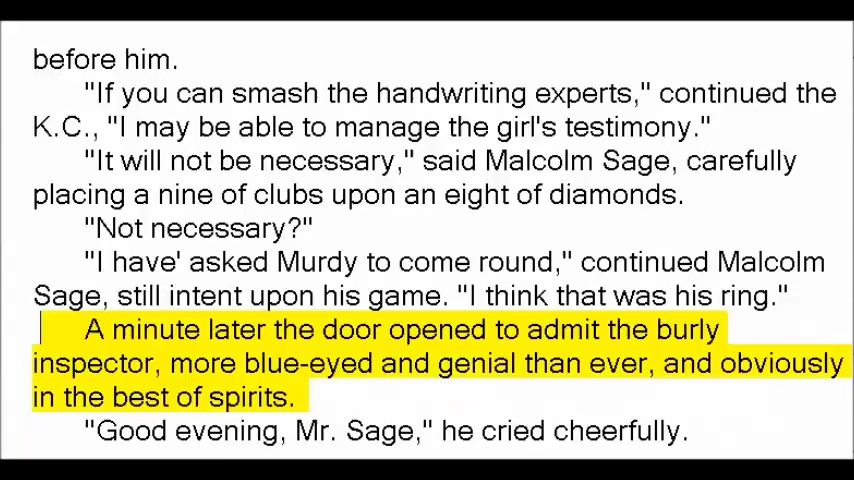 before him.
"If you can smash the handwriting experts," continued the
K.C., "I may be able to manage the girl's testimony."
"It will not be necessary," said Malcolm Sage, carefully
placing a nine of clubs upon an eight of diamonds.
"Not necessary?"
"I have' asked Murdy to come round," continued Malcolm
Sage, still intent upon his game. "I think that was his ring."
A minute later the door opened to admit the burly
inspector, more blue-eyed and genial than ever, and obviously
in the best of spirits.
"Good evening, Mr. Sage," he cried cheerfully.